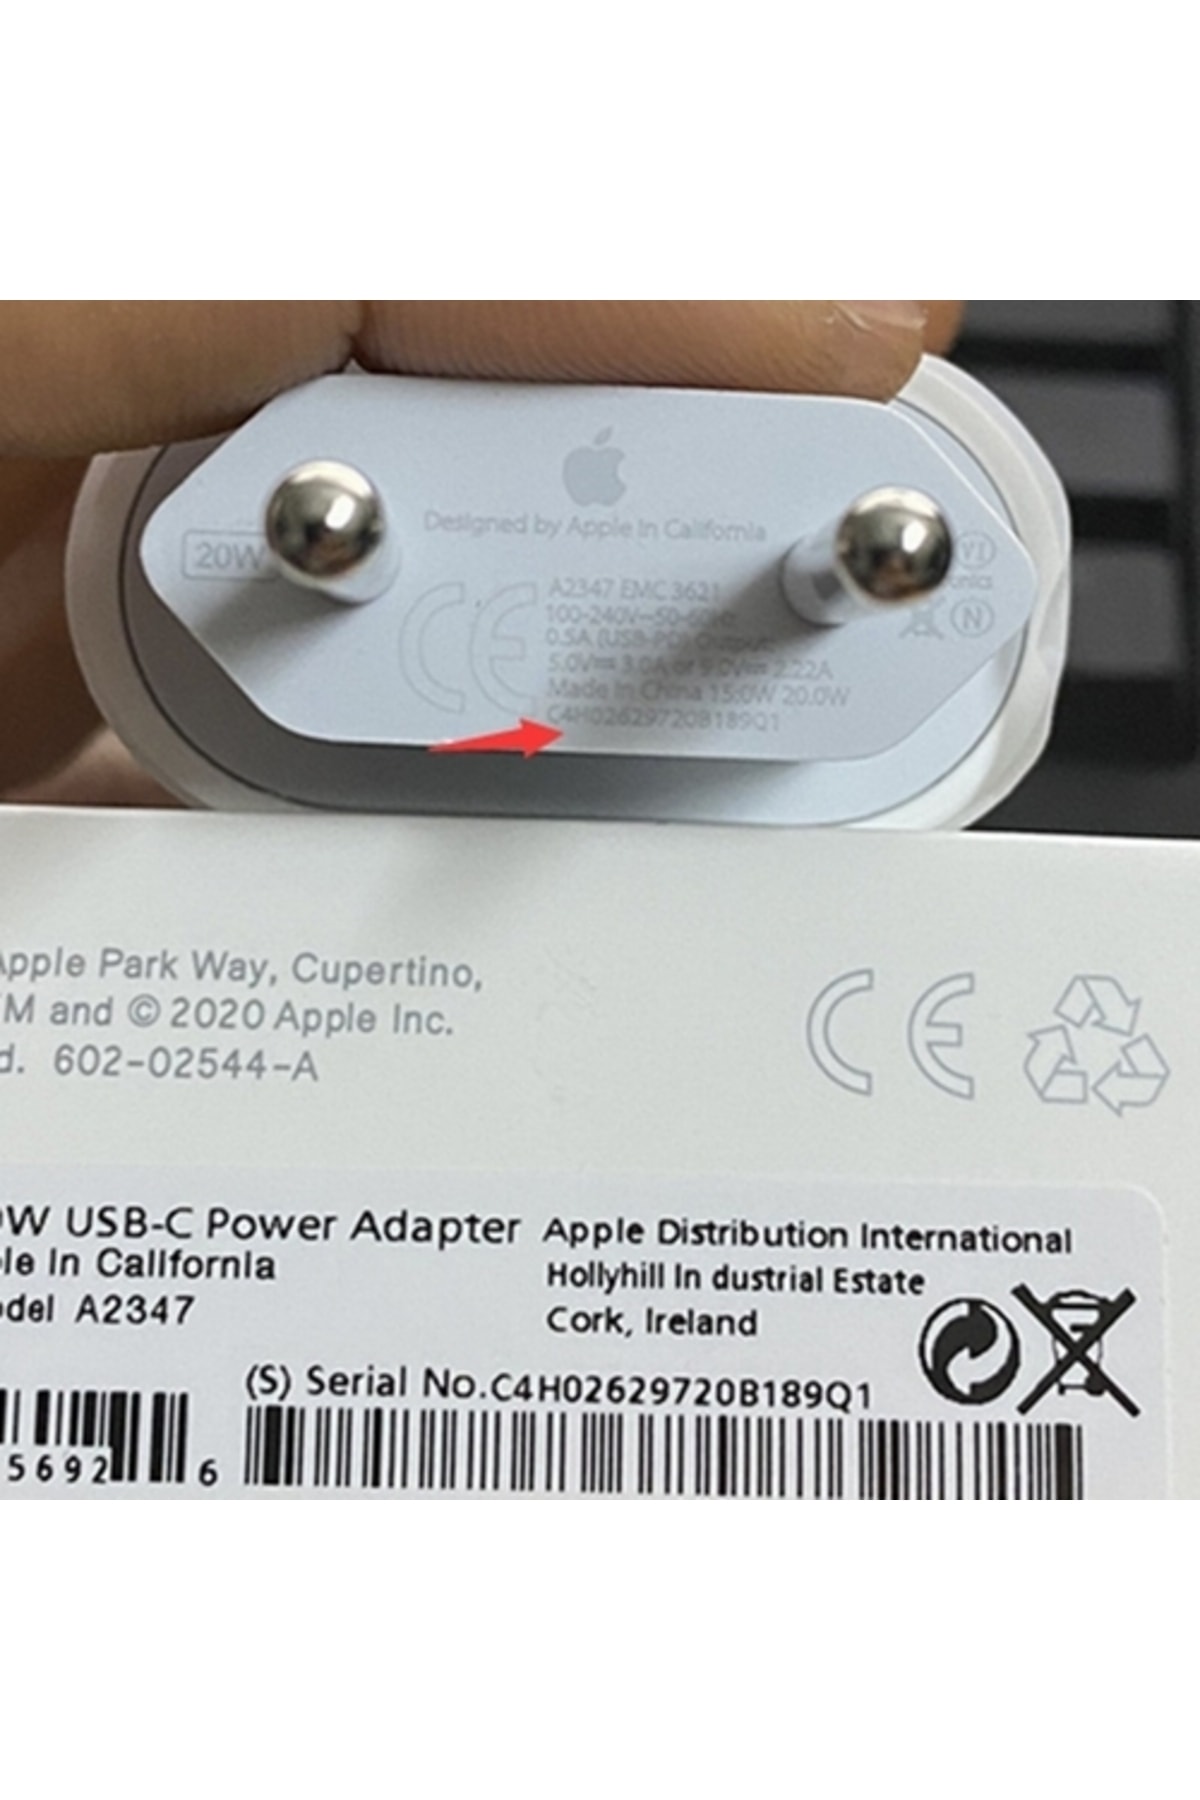 Designed by Apple in California
20W
A2347 EMC 3621
100-240V~50-60Hz
0.5A (USB-PD) Output
5.0V⎓ 3.0A or 9.0V⎓ 2.22A
Made in China 15.0W 20.0W
C4H02629720B189Q1
Apple Park Way, Cupertino,
M and © 2020 Apple Inc.
d. 602-02544-A
0W USB-C Power Adapter
ple in California
odel A2347
Apple Distribution International
Hollyhill In dustrial Estate
Cork, Ireland
(S) Serial No.C4H02629720B189Q1
5692 6